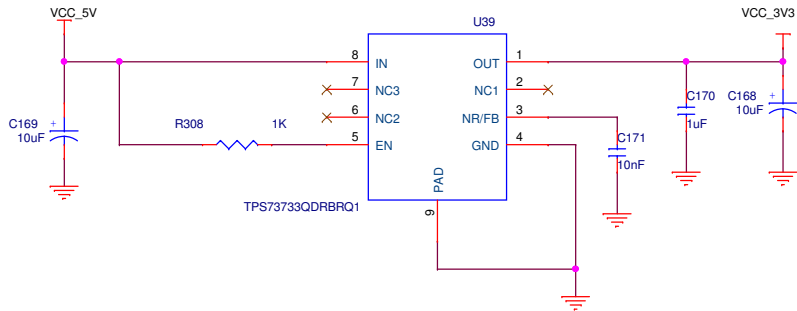 VCC_5V
VCC_3V3
U39
8 IN OUT 1
7 NC3 NC1 2
6 NC2 NR/FB 3
5 EN GND 4
PAD
9
C169 +
10uF
R308 1K
C170
1uF
C168 +
10uF
C171
10nF
TPS73733QDRBRQ1